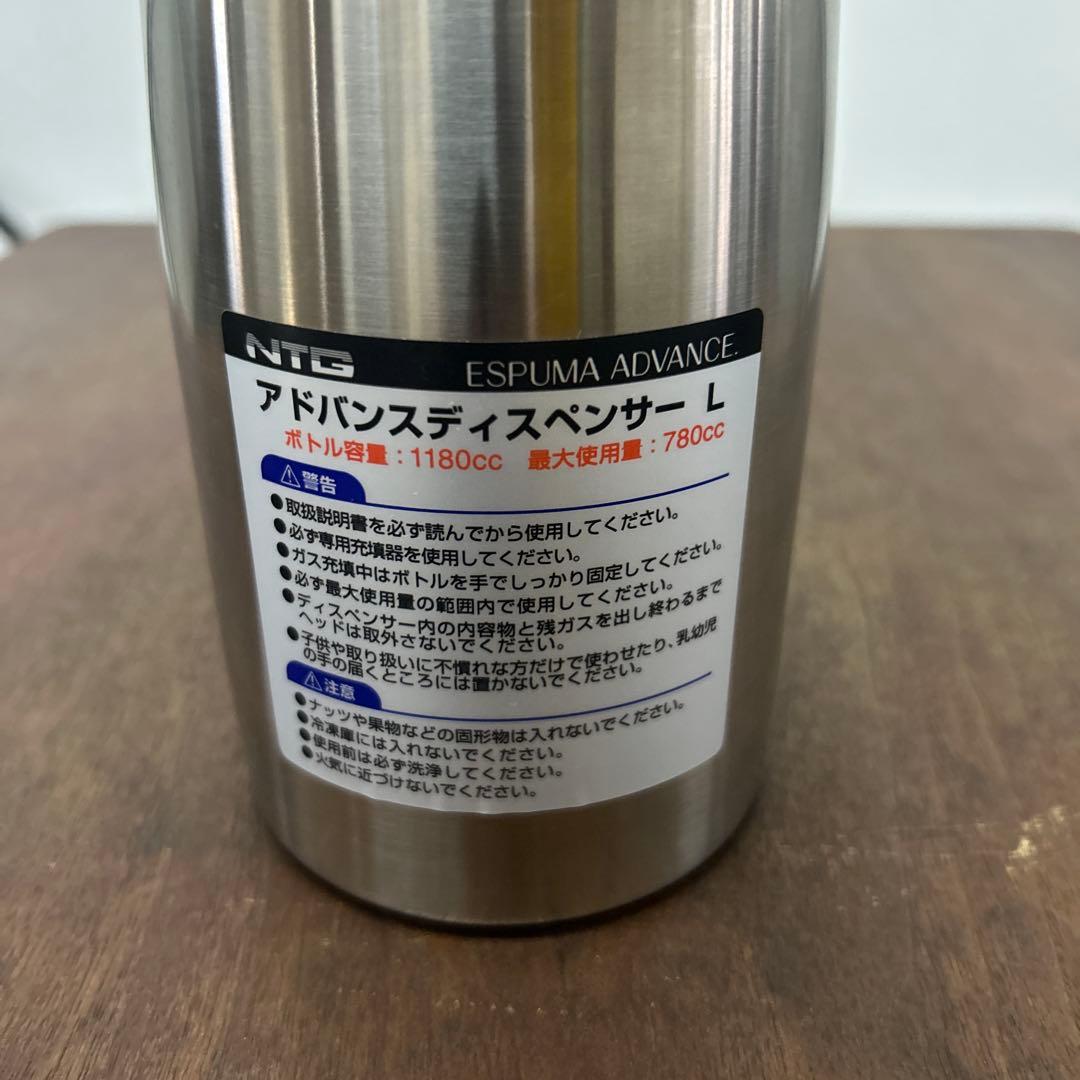 NTG ESPUMA ADVANCE.
アドバンスディスペンサー L
ボトル容量：1180cc 最大使用量：780cc
⚠警告
●取扱説明書を必ず読んでから使用してください。
●必ず専用充填器を使用してください。
●ガス充填中はボトルを手でしっかり固定してください。
●必ず最大使用量の範囲内で使用してください。
●ディスペンサー内の内容物と残ガスを出し終わるまで
ヘッドは取外さないでください。
●子供や取り扱いに不慣れな方だけで使わせたり、乳幼児
の手の届くところには置かないでください。
⚠注意
●ナッツや果物などの固形物は入れないでください。
●冷凍庫には入れないでください。
●使用前は必ず洗浄してください。
●火気に近づけないでください。